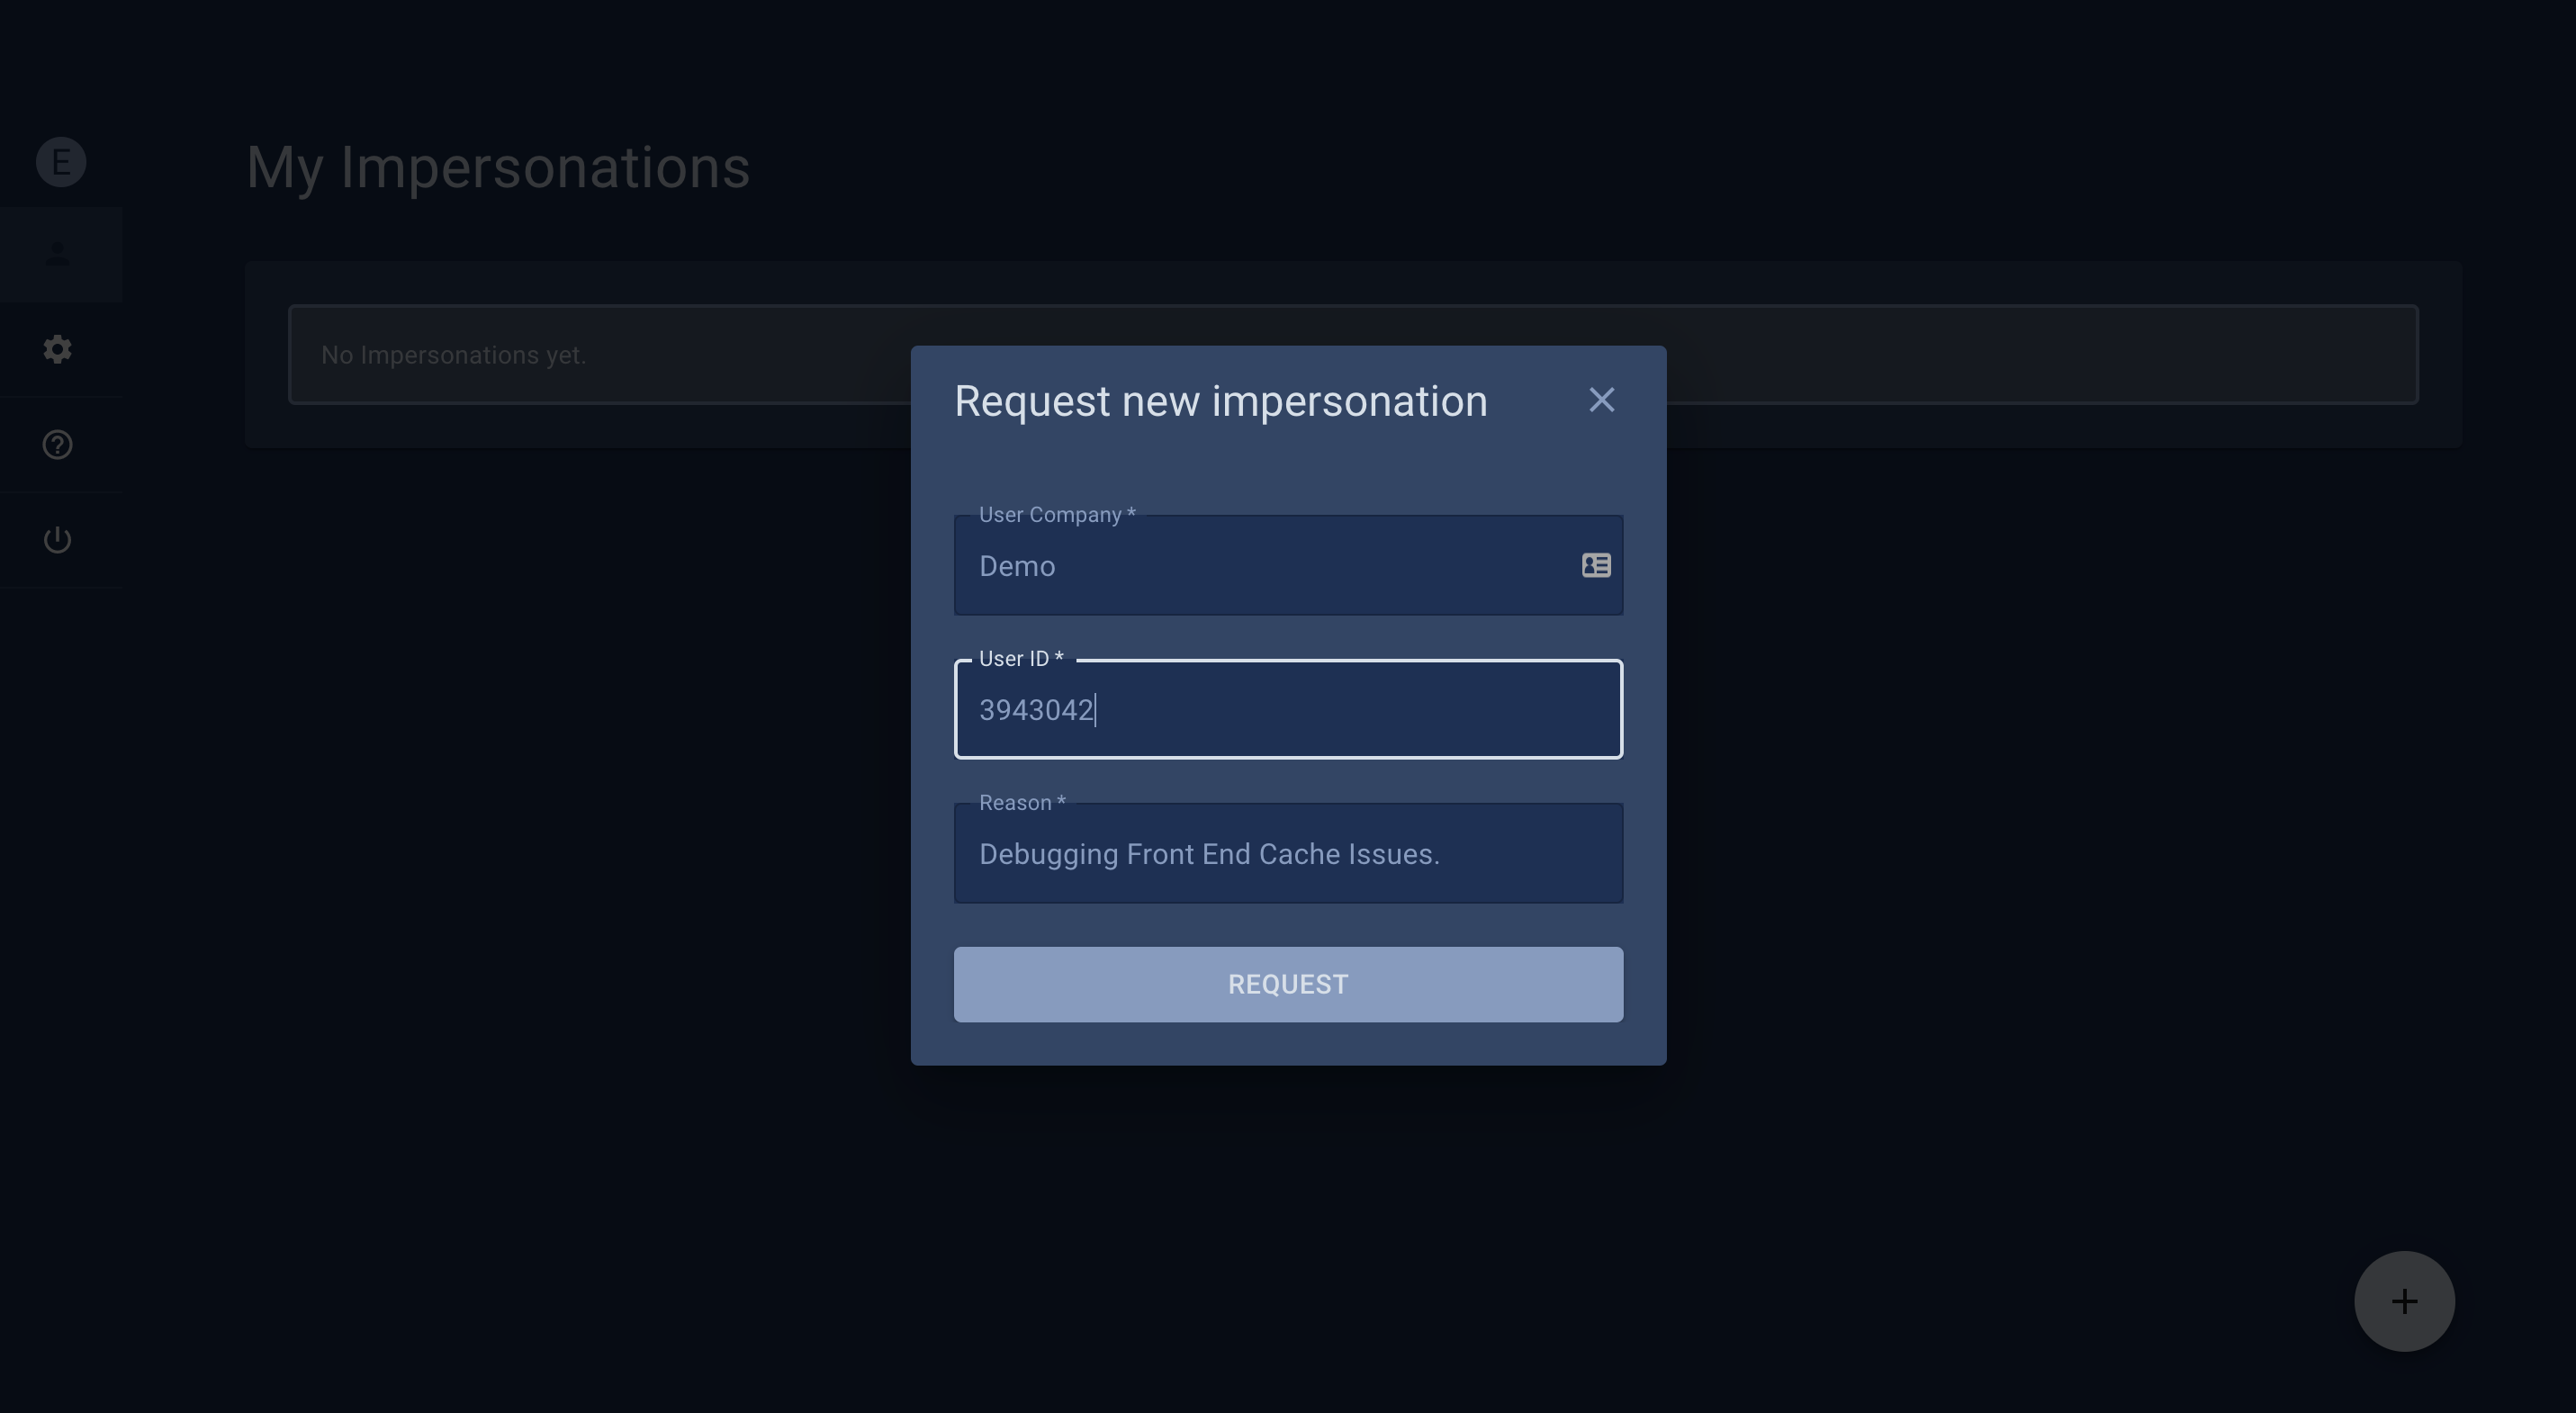 E
My Impersonations
No Impersonations yet.
Request new impersonation
User Company *
Demo
User ID *
3943042
Reason *
Debugging Front End Cache Issues.
REQUEST